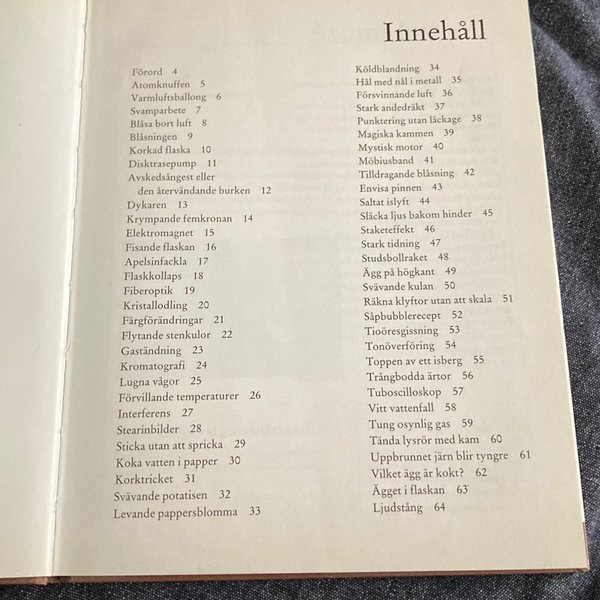 Innehåll
Förord 4
Atomknuffen 5
Varmluftsballong 6
Svamparbete 7
Blåsa bort luft 8
Blåsningen 9
Korkad flaska 10
Disktrasepump 11
Avskedsångest eller
den återvändande burken 12
Dykaren 13
Krympande femkronan 14
Elektromagnet 15
Fisande flaskan 16
Apelsinfackla 17
Flaskkollaps 18
Fiberoptik 19
Kristallodling 20
Färgförändringar 21
Flytande stenkulor 22
Gaständning 23
Kromatografi 24
Lugna vågor 25
Förvillande temperaturer 26
Interferens 27
Stearinbilder 28
Sticka utan att spricka 29
Koka vatten i papper 30
Korktricket 31
Svävande potatisen 32
Levande pappersblomma 33
Köldblandning 34
Hål med nål i metall 35
Försvinnande luft 36
Stark andedräkt 37
Punktering utan läckage 38
Magiska kammen 39
Mystisk motor 40
Möbiusband 41
Tilldragande blåsning 42
Envisa pinnen 43
Saltat islyft 44
Släcka ljus bakom hinder 45
Staketeffekt 46
Stark tidning 47
Studsbollraket 48
Ägg på högkant 49
Svävande kulan 50
Räkna klyftor utan att skala 51
Såpbubblerecept 52
Tioöresgissning 53
Tonöverföring 54
Toppen av ett isberg 55
Trångbodda ärtor 56
Tuboscilloskop 57
Vitt vattenfall 58
Tung osynlig gas 59
Tända lysrör med kam 60
Uppbrunnet järn blir tyngre 61
Vilket ägg är kokt? 62
Ägget i flaskan 63
Ljudstång 64